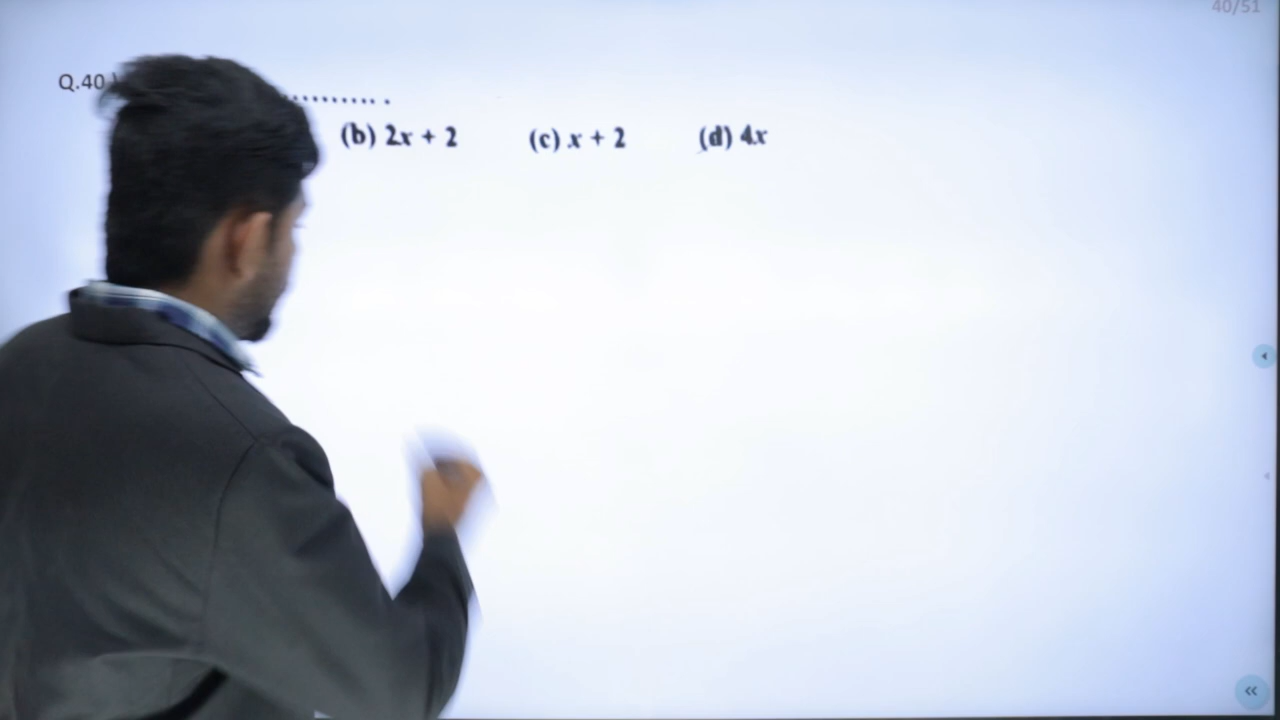 40/51
Q.40 ............ .
(b) 2x + 2 (c) x + 2 (d) 4x